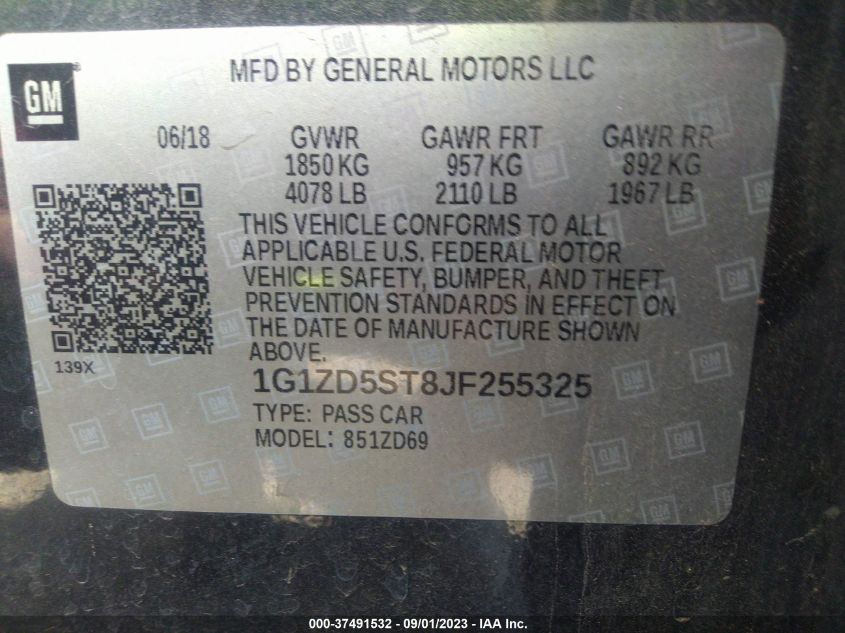 GM
MFD BY GENERAL MOTORS LLC
06/18 GVWR GAWR FRT GAWR RR
1850 KG 957 KG 892 KG
4078 LB 2110 LB 1967 LB
THIS VEHICLE CONFORMS TO ALL
APPLICABLE U.S. FEDERAL MOTOR
VEHICLE SAFETY, BUMPER, AND THEFT
PREVENTION STANDARDS IN EFFECT ON
THE DATE OF MANUFACTURE SHOWN
ABOVE.
139X
1G1ZD5ST8JF255325
TYPE: PASS CAR
MODEL: 851ZD69
000-37491532 - 09/01/2023 - IAA Inc.